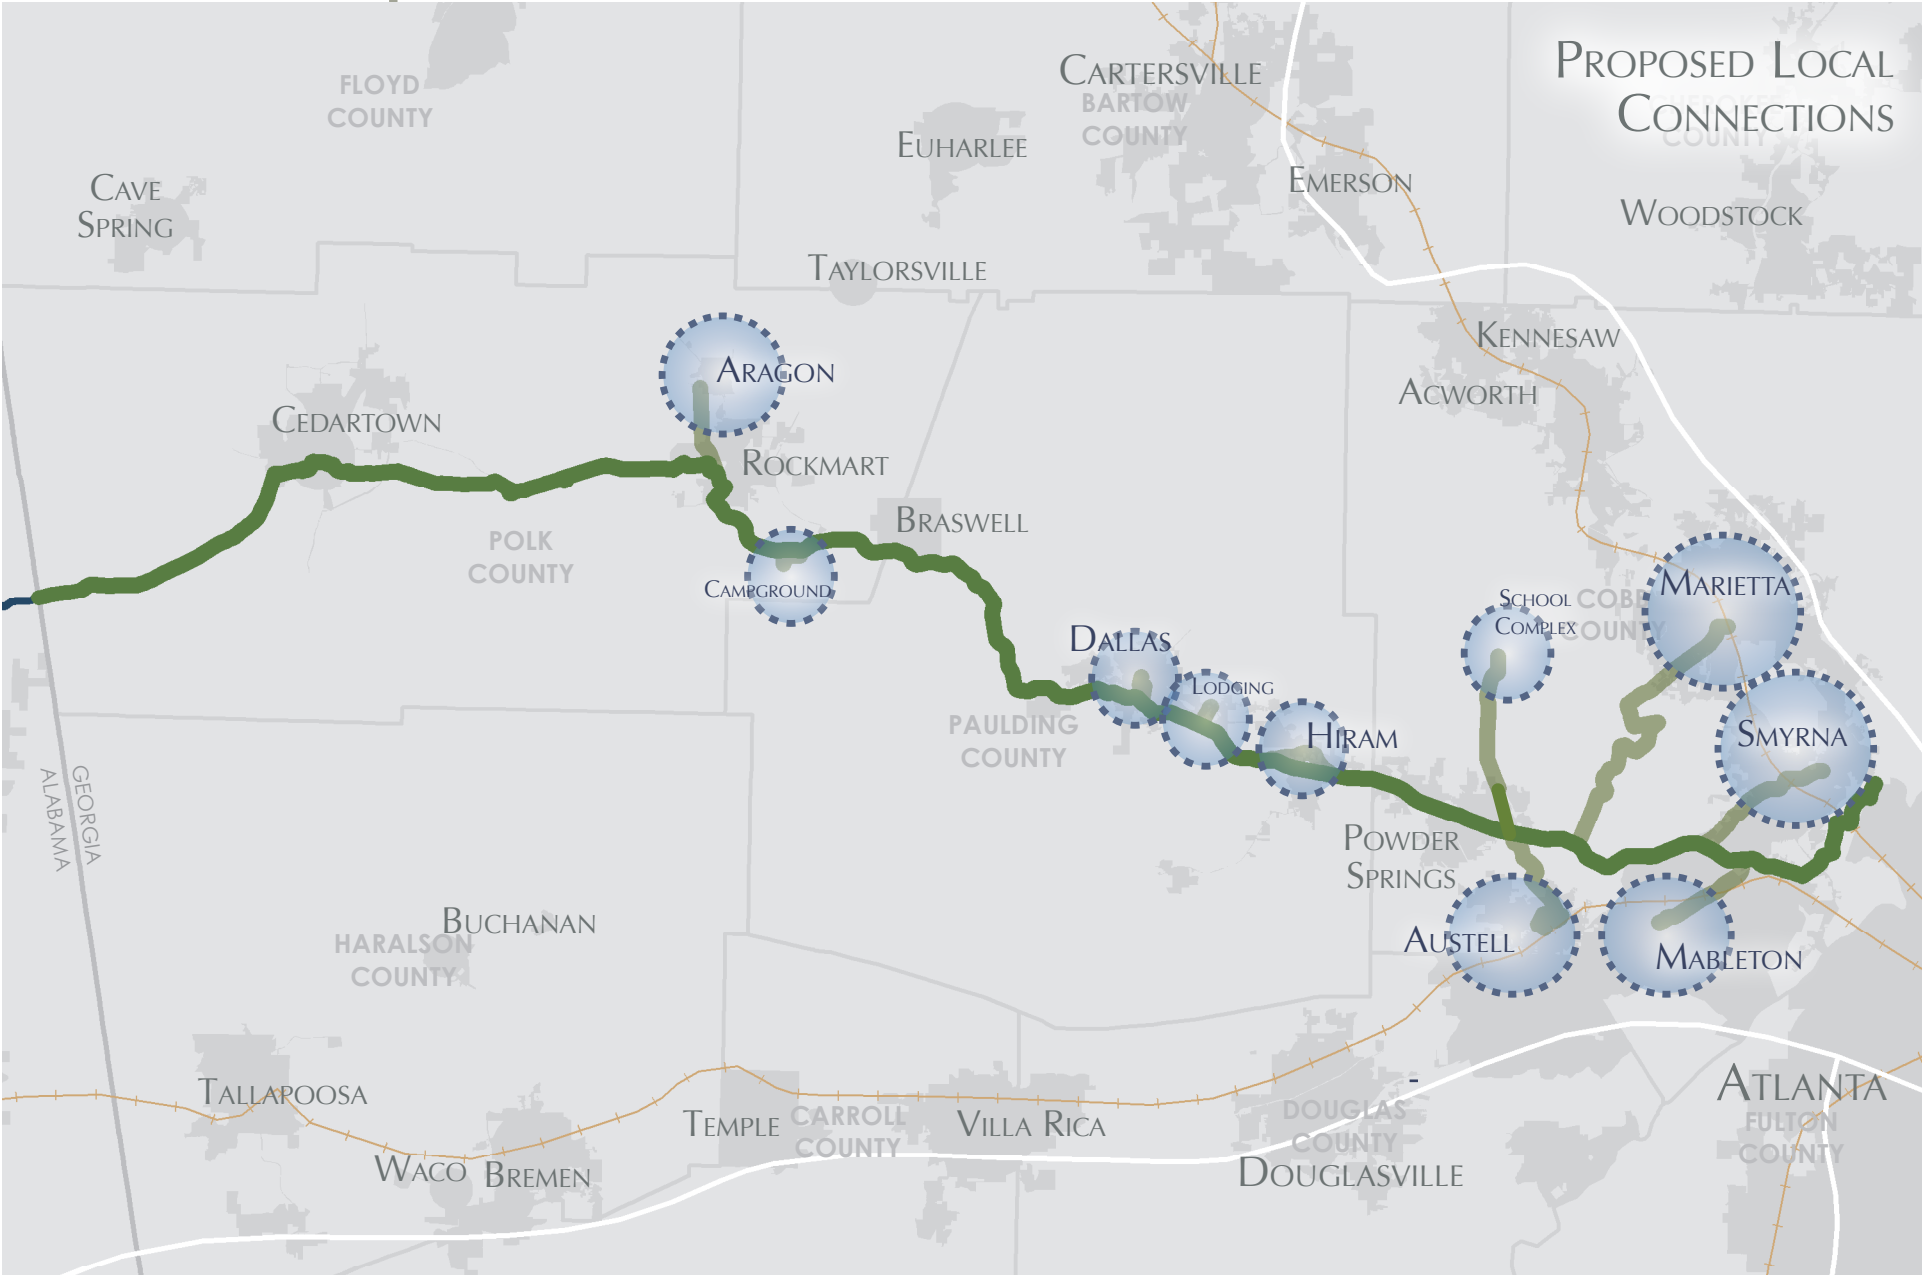 Proposed Local
Connections
CHEROKEE
COUNTY
FLOYD
COUNTY
Cartersville
BARTOW
COUNTY
Euharlee
Emerson
Cave
Spring
Woodstock
Taylorsville
Kennesaw
Acworth
Aragon
Cedartown
Rockmart
Braswell
POLK
COUNTY
Campground
Marietta
School
Complex
COBB
COUNTY
Dallas
Lodging
Hiram
Smyrna
PAULDING
COUNTY
GEORGIA
ALABAMA
Powder
Springs
Buchanan
HARALSON
COUNTY
Austell
Mableton
Tallapoosa
Temple
CARROLL
COUNTY
Villa Rica
-
DOUGLAS
COUNTY
Douglasville
Atlanta
FULTON
COUNTY
Waco
Bremen